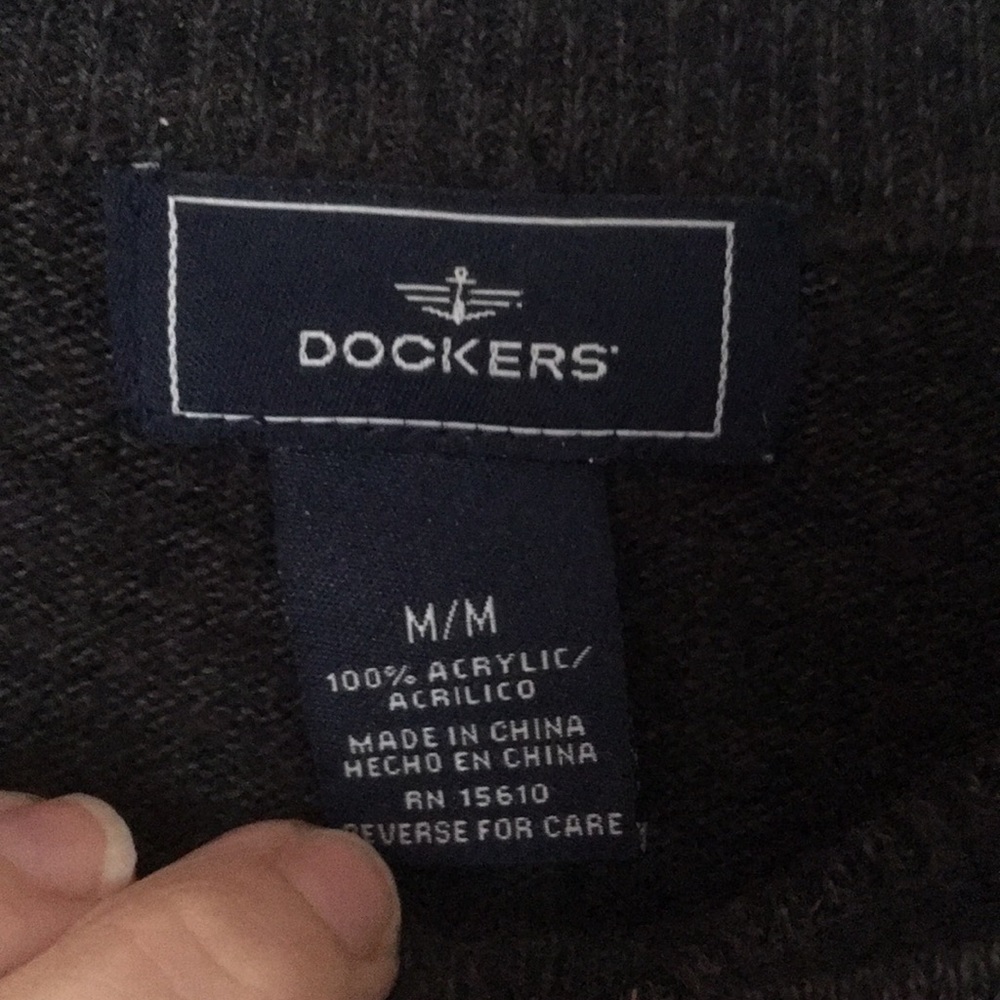 DOCKERS
M/M
100% ACRYLIC/
ACRILICO
MADE IN CHINA
HECHO EN CHINA
RN 15610
REVERSE FOR CARE